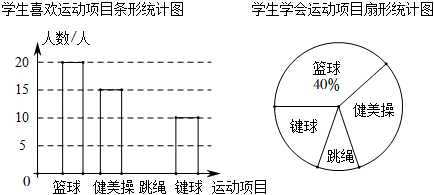 学生喜欢运动项目条形统计图
人数/人
20
15
10
5
0
篮球 健美操 跳绳 键球 运动项目
学生学会运动项目扇形统计图
篮球
40%
健美操
键球
跳绳